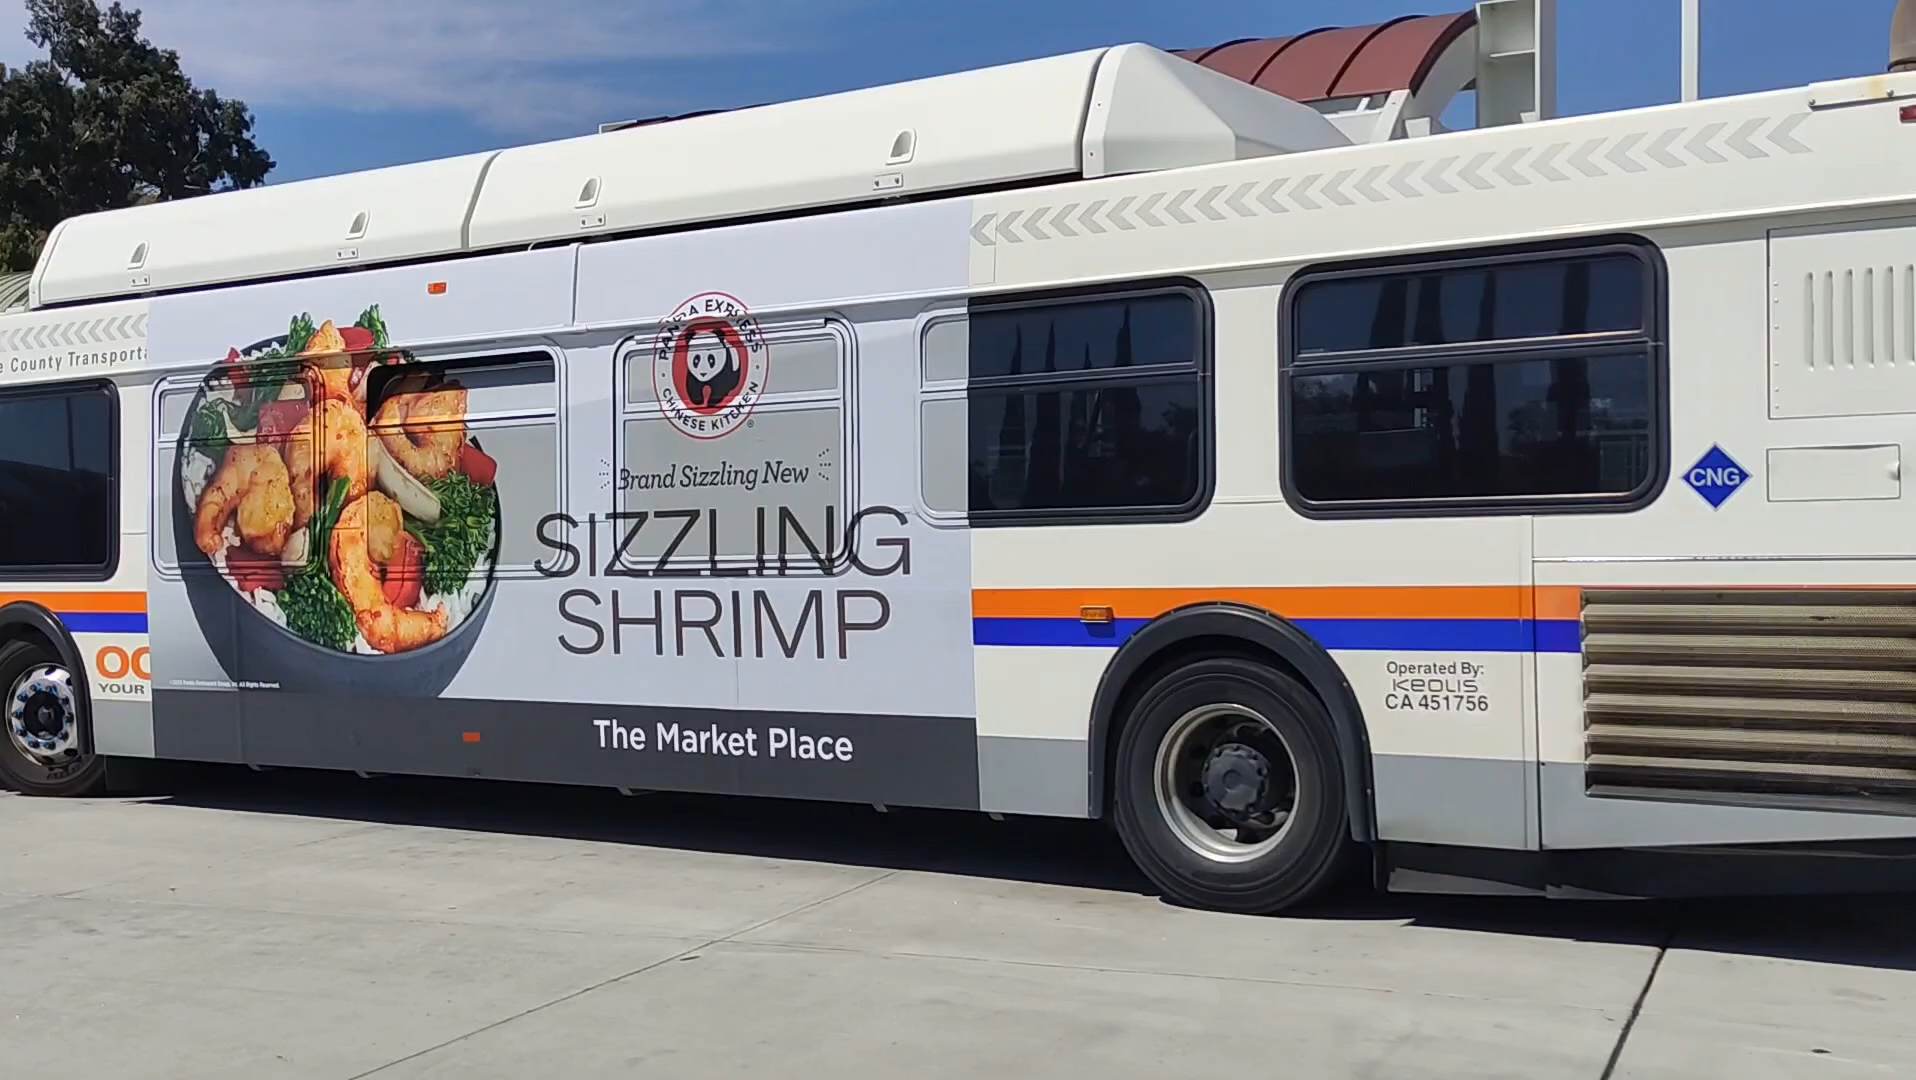 e County Transporta
PANDA EXPRESS
CHINESE KITCHEN
Brand Sizzling New
SIZZLING
SHRIMP
The Market Place
OC
YOUR
CNG
Operated By:
Keolis
CA 451756